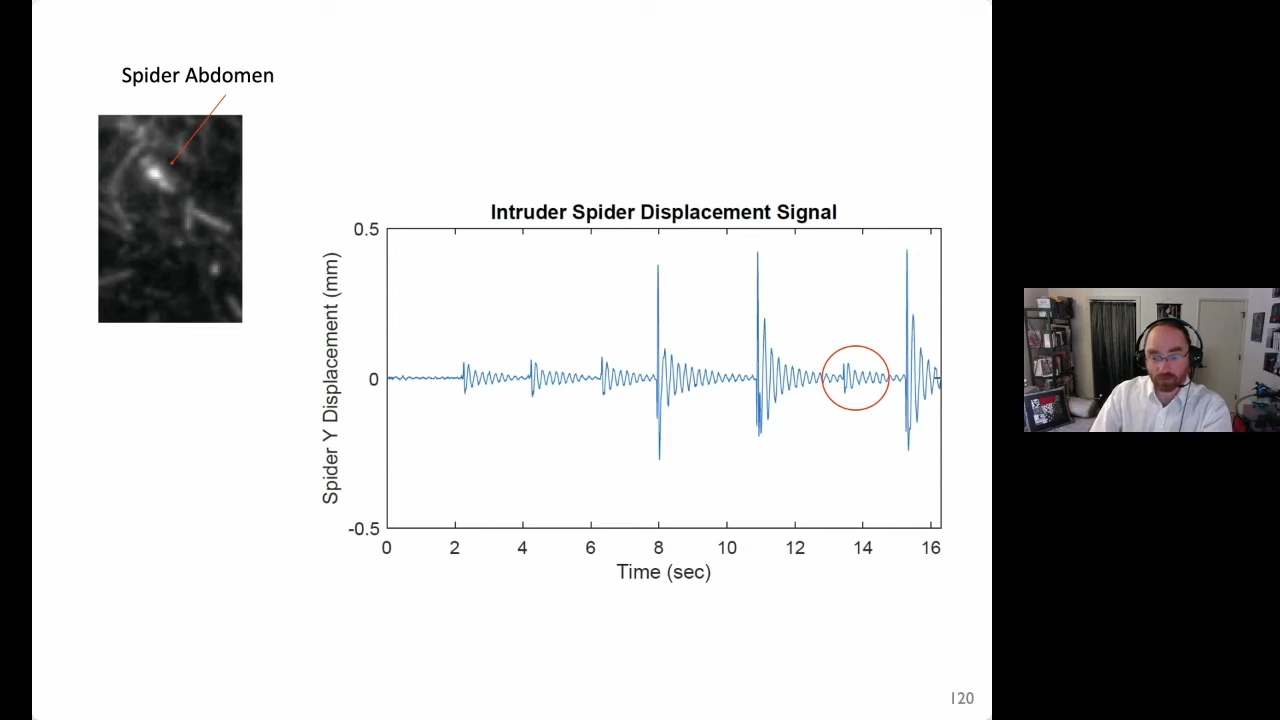 Spider Abdomen
Intruder Spider Displacement Signal
0.5
0
-0.5
Spider Y Displacement (mm)
0 2 4 6 8 10 12 14 16
Time (sec)
120